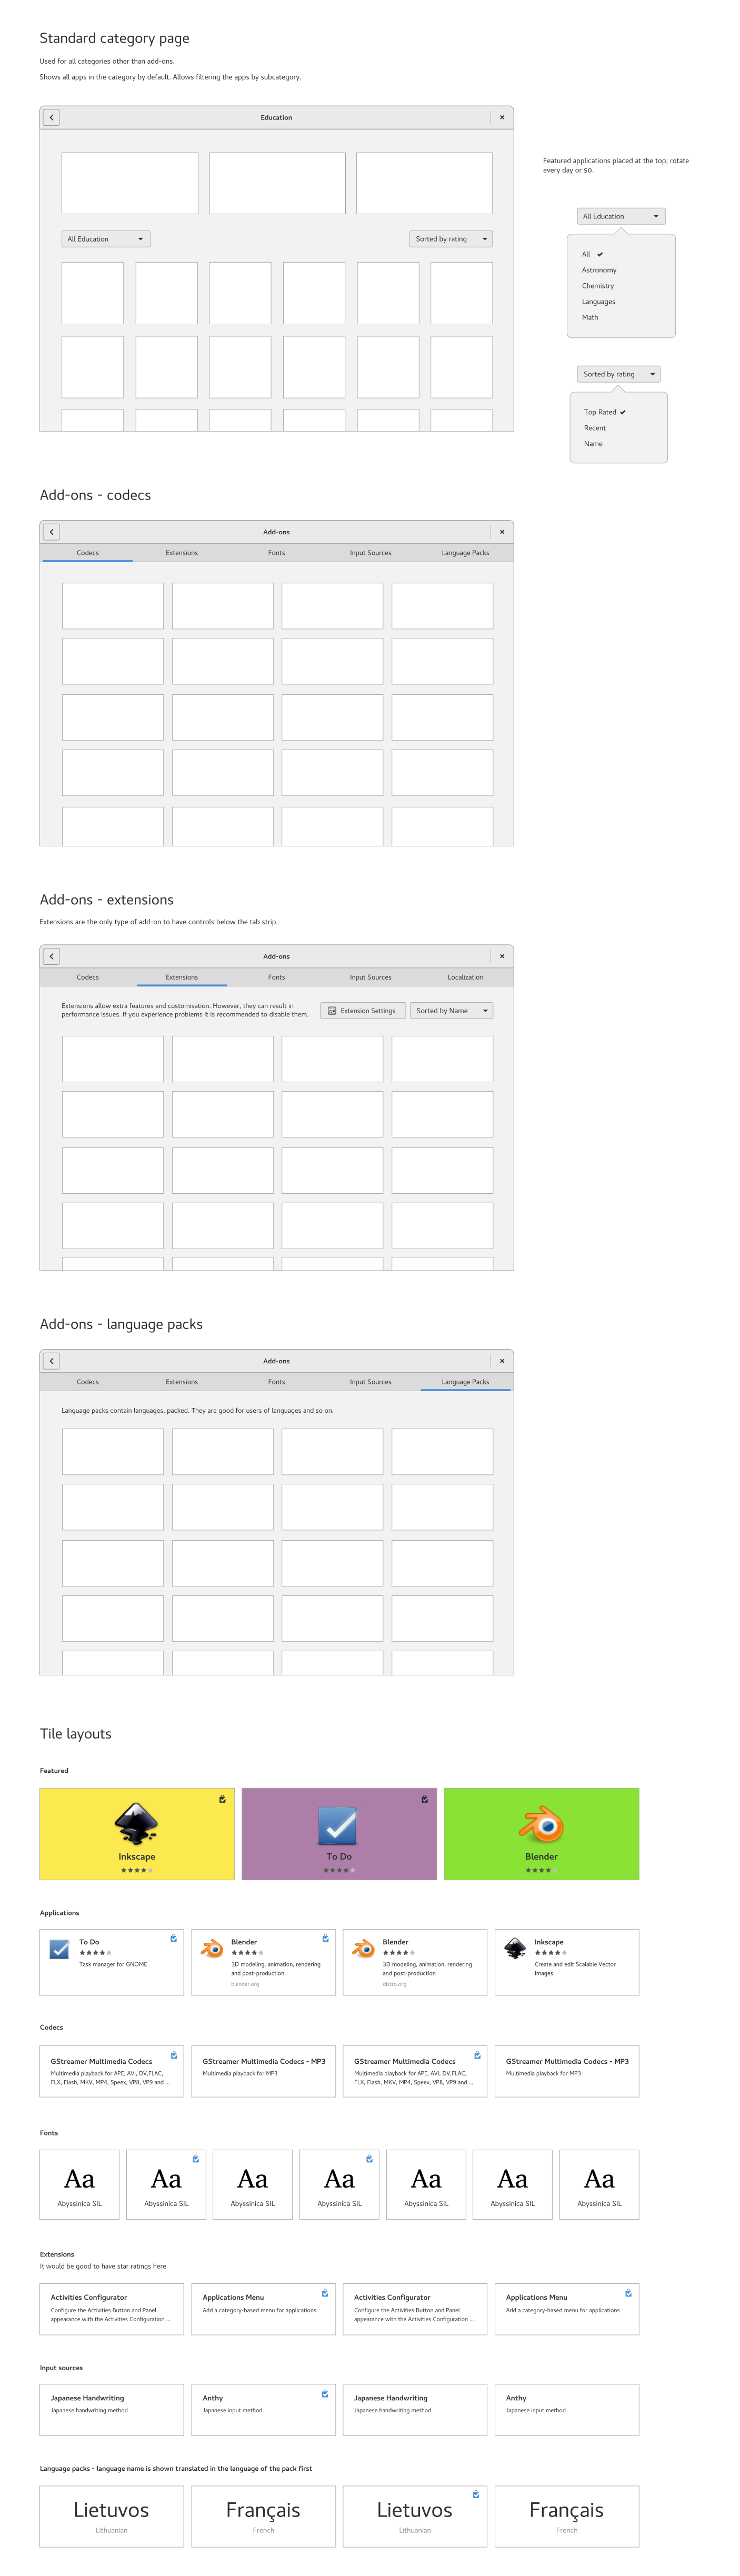 Standard category page
Used for all categories other than add-ons.
Shows all apps in the category by default. Allows filtering the apps by subcategory.
Education
Featured applications placed at the top; rotate
every day or so.
All Education
Sorted by rating
All Education
All
Astronomy
Chemistry
Languages
Math
Sorted by rating
Top Rated
Recent
Name
Add-ons - codecs
Add-ons
Codecs Extensions Fonts Input Sources Language Packs
Add-ons - extensions
Extensions are the only type of add-on to have controls below the tab strip.
Add-ons
Codecs Extensions Fonts Input Sources Localization
Extensions allow extra features and customisation. However, they can result in
performance issues. If you experience problems it is recommended to disable them.
Extension Settings
Sorted by Name
Add-ons - language packs
Add-ons
Codecs Extensions Fonts Input Sources Language Packs
Language packs contain languages, packed. They are good for users of languages and so on.
Tile layouts
Featured
Inkscape
To Do
Blender
Applications
To Do
Task manager for GNOME
Blender
3D modeling, animation, rendering
and post-production
blender.org
Blender
3D modeling, animation, rendering
and post-production
distro.org
Inkscape
Create and edit Scalable Vector
Images
Codecs
GStreamer Multimedia Codecs
Multimedia playback for APE, AVI, DV,FLAC,
FLX, Flash, MKV, MP4, Speex, VP8, VP9 and ...
GStreamer Multimedia Codecs - MP3
Multimedia playback for MP3
GStreamer Multimedia Codecs
Multimedia playback for APE, AVI, DV,FLAC,
FLX, Flash, MKV, MP4, Speex, VP8, VP9 and ...
GStreamer Multimedia Codecs - MP3
Multimedia playback for MP3
Fonts
Aa Aa Aa Aa Aa Aa Aa
Abyssinica SIL Abyssinica SIL Abyssinica SIL Abyssinica SIL Abyssinica SIL Abyssinica SIL Abyssinica SIL
Extensions
It would be good to have star ratings here
Activities Configurator
Configure the Activities Button and Panel
appearance with the Activities Configuration ...
Applications Menu
Add a category-based menu for applications
Activities Configurator
Configure the Activities Button and Panel
appearance with the Activities Configuration ...
Applications Menu
Add a category-based menu for applications
Input sources
Japanese Handwriting
Japanese handwriting method
Anthy
Japanese input method
Japanese Handwriting
Japanese handwriting method
Anthy
Japanese input method
Language packs - language name is shown translated in the language of the pack first
Lietuvos
Lithuanian
Français
French
Lietuvos
Lithuanian
Français
French